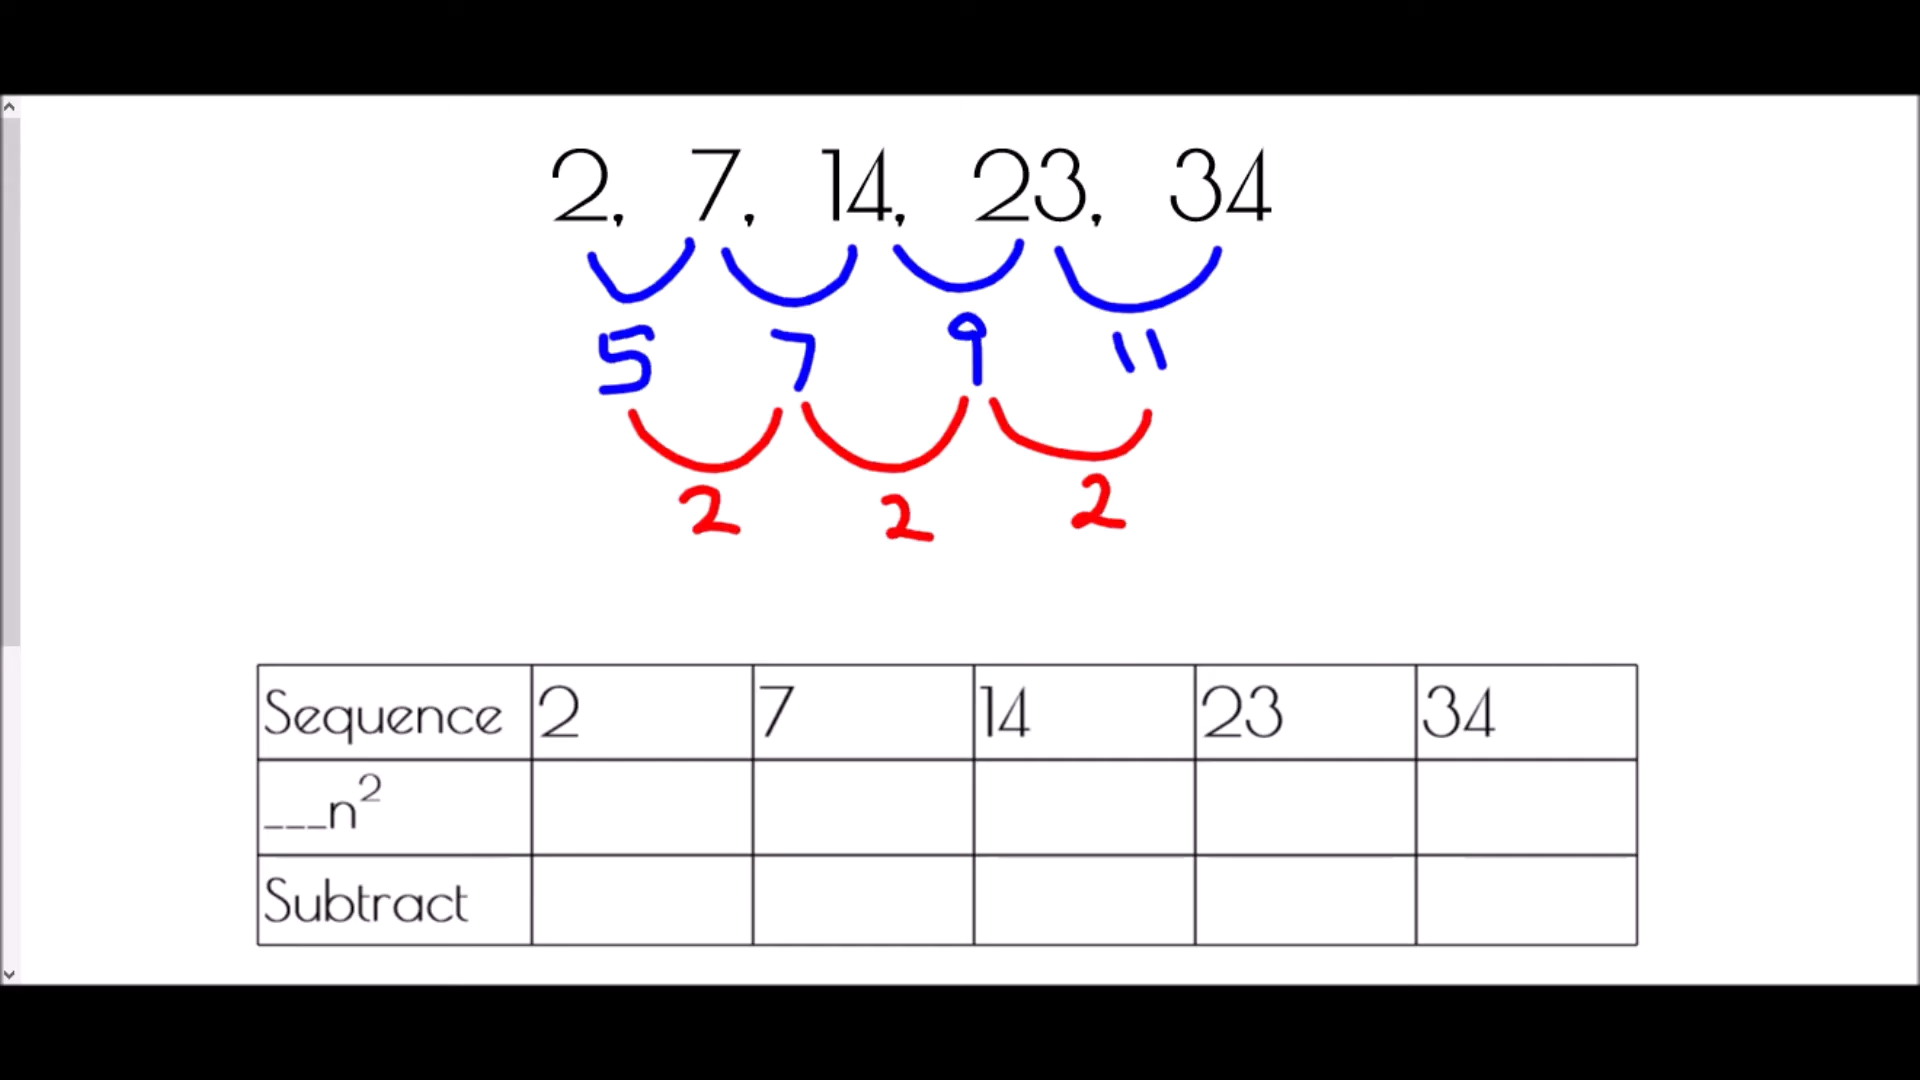 2, 7, 14, 23, 34
5 7 9 11
2 2 2
Sequence 2 7 14 23 34
___n²
Subtract